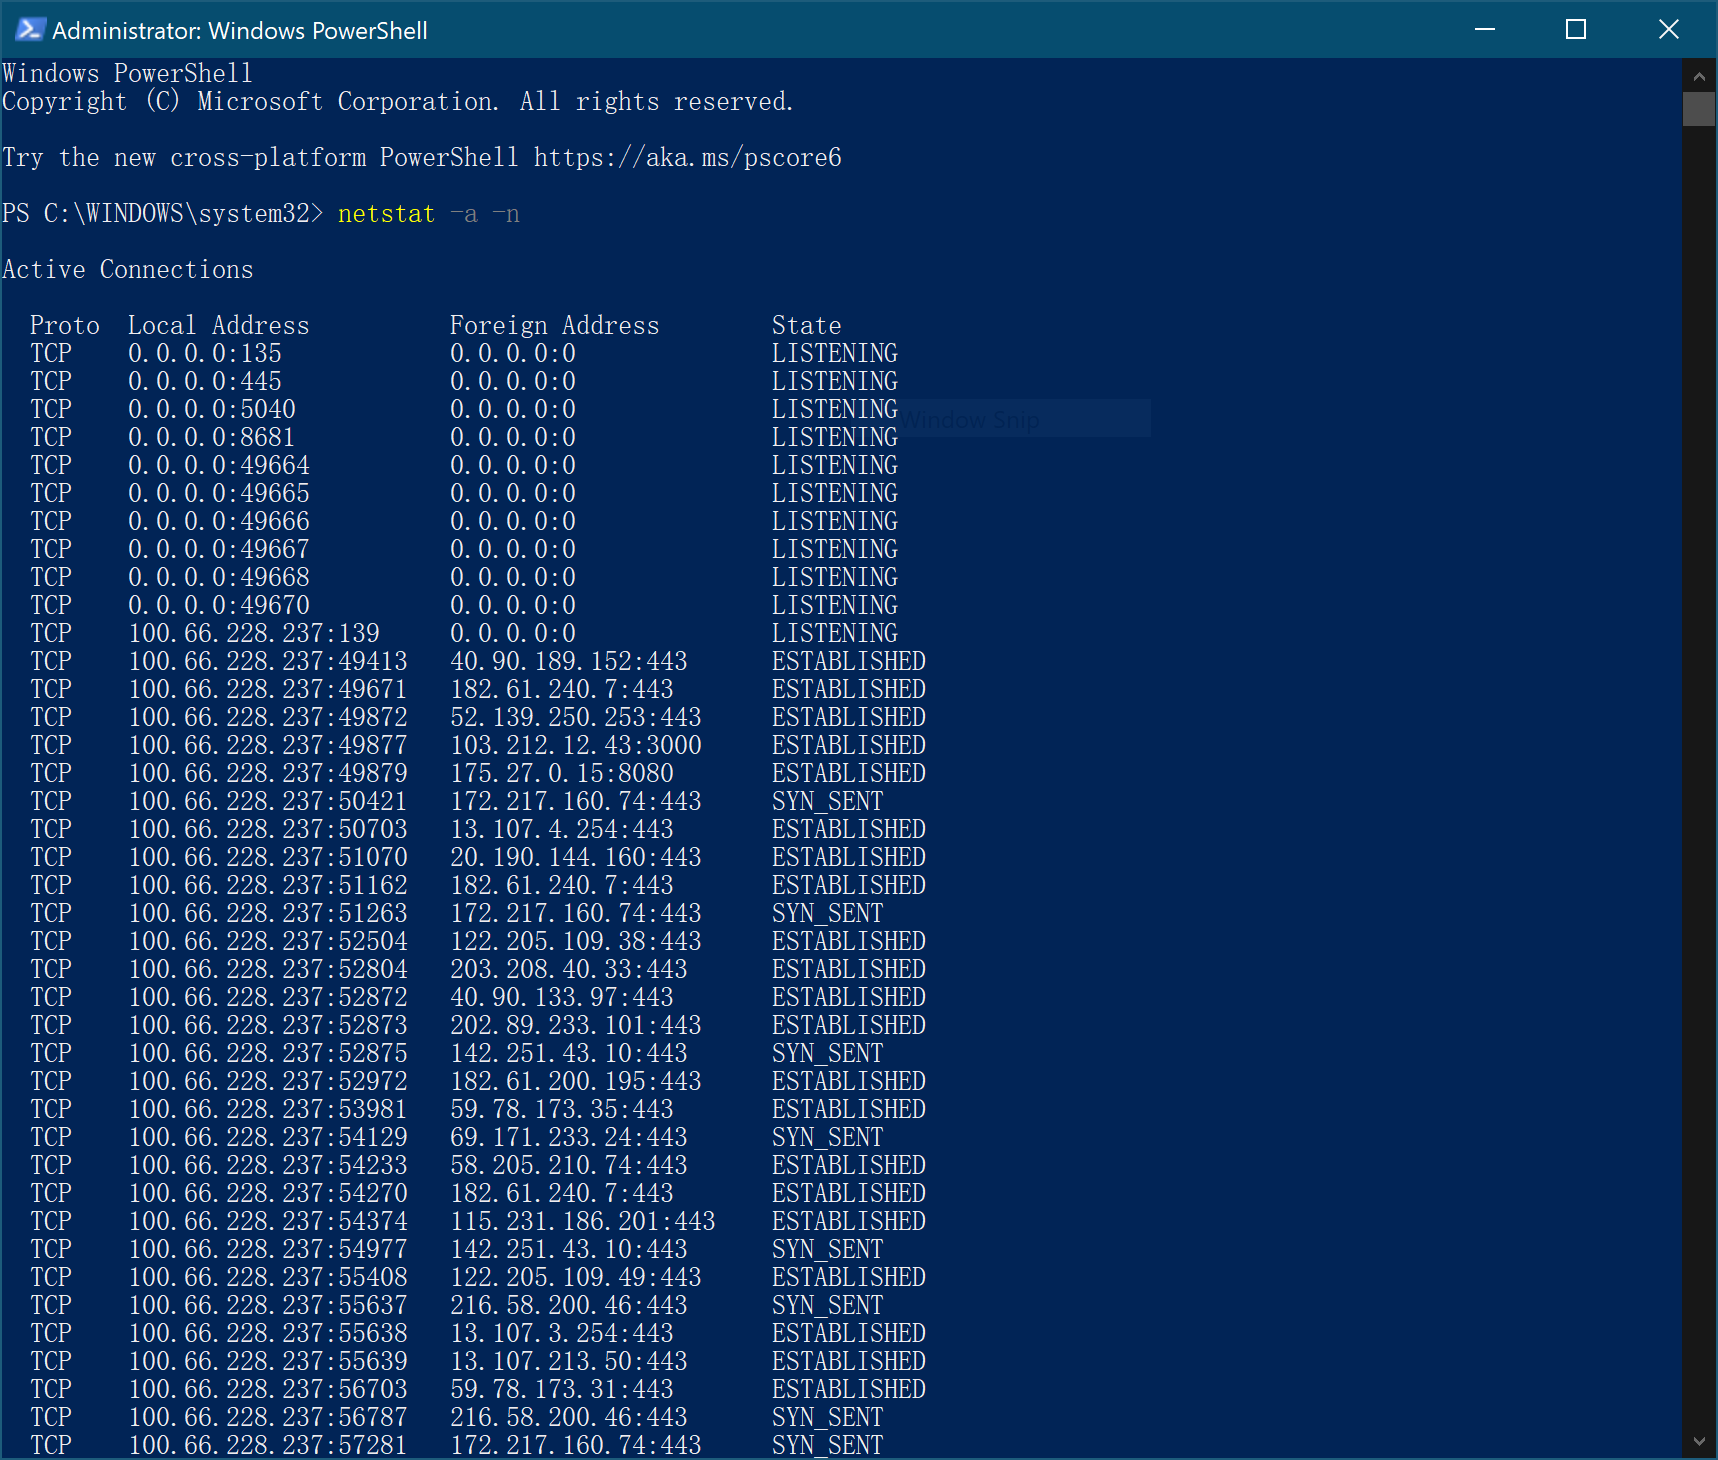 Administrator: Windows PowerShell
Windows PowerShell
Copyright (C) Microsoft Corporation. All rights reserved.
Try the new cross-platform PowerShell https://aka.ms/pscore6
PS C:\WINDOWS\system32> netstat -a -n
Active Connections
Proto  Local Address          Foreign Address        State
TCP    0.0.0.0:135            0.0.0.0:0              LISTENING
TCP    0.0.0.0:445            0.0.0.0:0              LISTENING
TCP    0.0.0.0:5040           0.0.0.0:0              LISTENING
Window Snip
TCP    0.0.0.0:8681           0.0.0.0:0              LISTENING
TCP    0.0.0.0:49664          0.0.0.0:0              LISTENING
TCP    0.0.0.0:49665          0.0.0.0:0              LISTENING
TCP    0.0.0.0:49666          0.0.0.0:0              LISTENING
TCP    0.0.0.0:49667          0.0.0.0:0              LISTENING
TCP    0.0.0.0:49668          0.0.0.0:0              LISTENING
TCP    0.0.0.0:49670          0.0.0.0:0              LISTENING
TCP    100.66.228.237:139     0.0.0.0:0              LISTENING
TCP    100.66.228.237:49413   40.90.189.152:443      ESTABLISHED
TCP    100.66.228.237:49671   182.61.240.7:443       ESTABLISHED
TCP    100.66.228.237:49872   52.139.250.253:443     ESTABLISHED
TCP    100.66.228.237:49877   103.212.12.43:3000     ESTABLISHED
TCP    100.66.228.237:49879   175.27.0.15:8080       ESTABLISHED
TCP    100.66.228.237:50421   172.217.160.74:443     SYN_SENT
TCP    100.66.228.237:50703   13.107.4.254:443       ESTABLISHED
TCP    100.66.228.237:51070   20.190.144.160:443     ESTABLISHED
TCP    100.66.228.237:51162   182.61.240.7:443       ESTABLISHED
TCP    100.66.228.237:51263   172.217.160.74:443     SYN_SENT
TCP    100.66.228.237:52504   122.205.109.38:443     ESTABLISHED
TCP    100.66.228.237:52804   203.208.40.33:443      ESTABLISHED
TCP    100.66.228.237:52872   40.90.133.97:443       ESTABLISHED
TCP    100.66.228.237:52873   202.89.233.101:443     ESTABLISHED
TCP    100.66.228.237:52875   142.251.43.10:443      SYN_SENT
TCP    100.66.228.237:52972   182.61.200.195:443     ESTABLISHED
TCP    100.66.228.237:53981   59.78.173.35:443       ESTABLISHED
TCP    100.66.228.237:54129   69.171.233.24:443      SYN_SENT
TCP    100.66.228.237:54233   58.205.210.74:443      ESTABLISHED
TCP    100.66.228.237:54270   182.61.240.7:443       ESTABLISHED
TCP    100.66.228.237:54374   115.231.186.201:443    ESTABLISHED
TCP    100.66.228.237:54977   142.251.43.10:443      SYN_SENT
TCP    100.66.228.237:55408   122.205.109.49:443     ESTABLISHED
TCP    100.66.228.237:55637   216.58.200.46:443      SYN_SENT
TCP    100.66.228.237:55638   13.107.3.254:443       ESTABLISHED
TCP    100.66.228.237:55639   13.107.213.50:443      ESTABLISHED
TCP    100.66.228.237:56703   59.78.173.31:443       ESTABLISHED
TCP    100.66.228.237:56787   216.58.200.46:443      SYN_SENT
TCP    100.66.228.237:57281   172.217.160.74:443     SYN_SENT